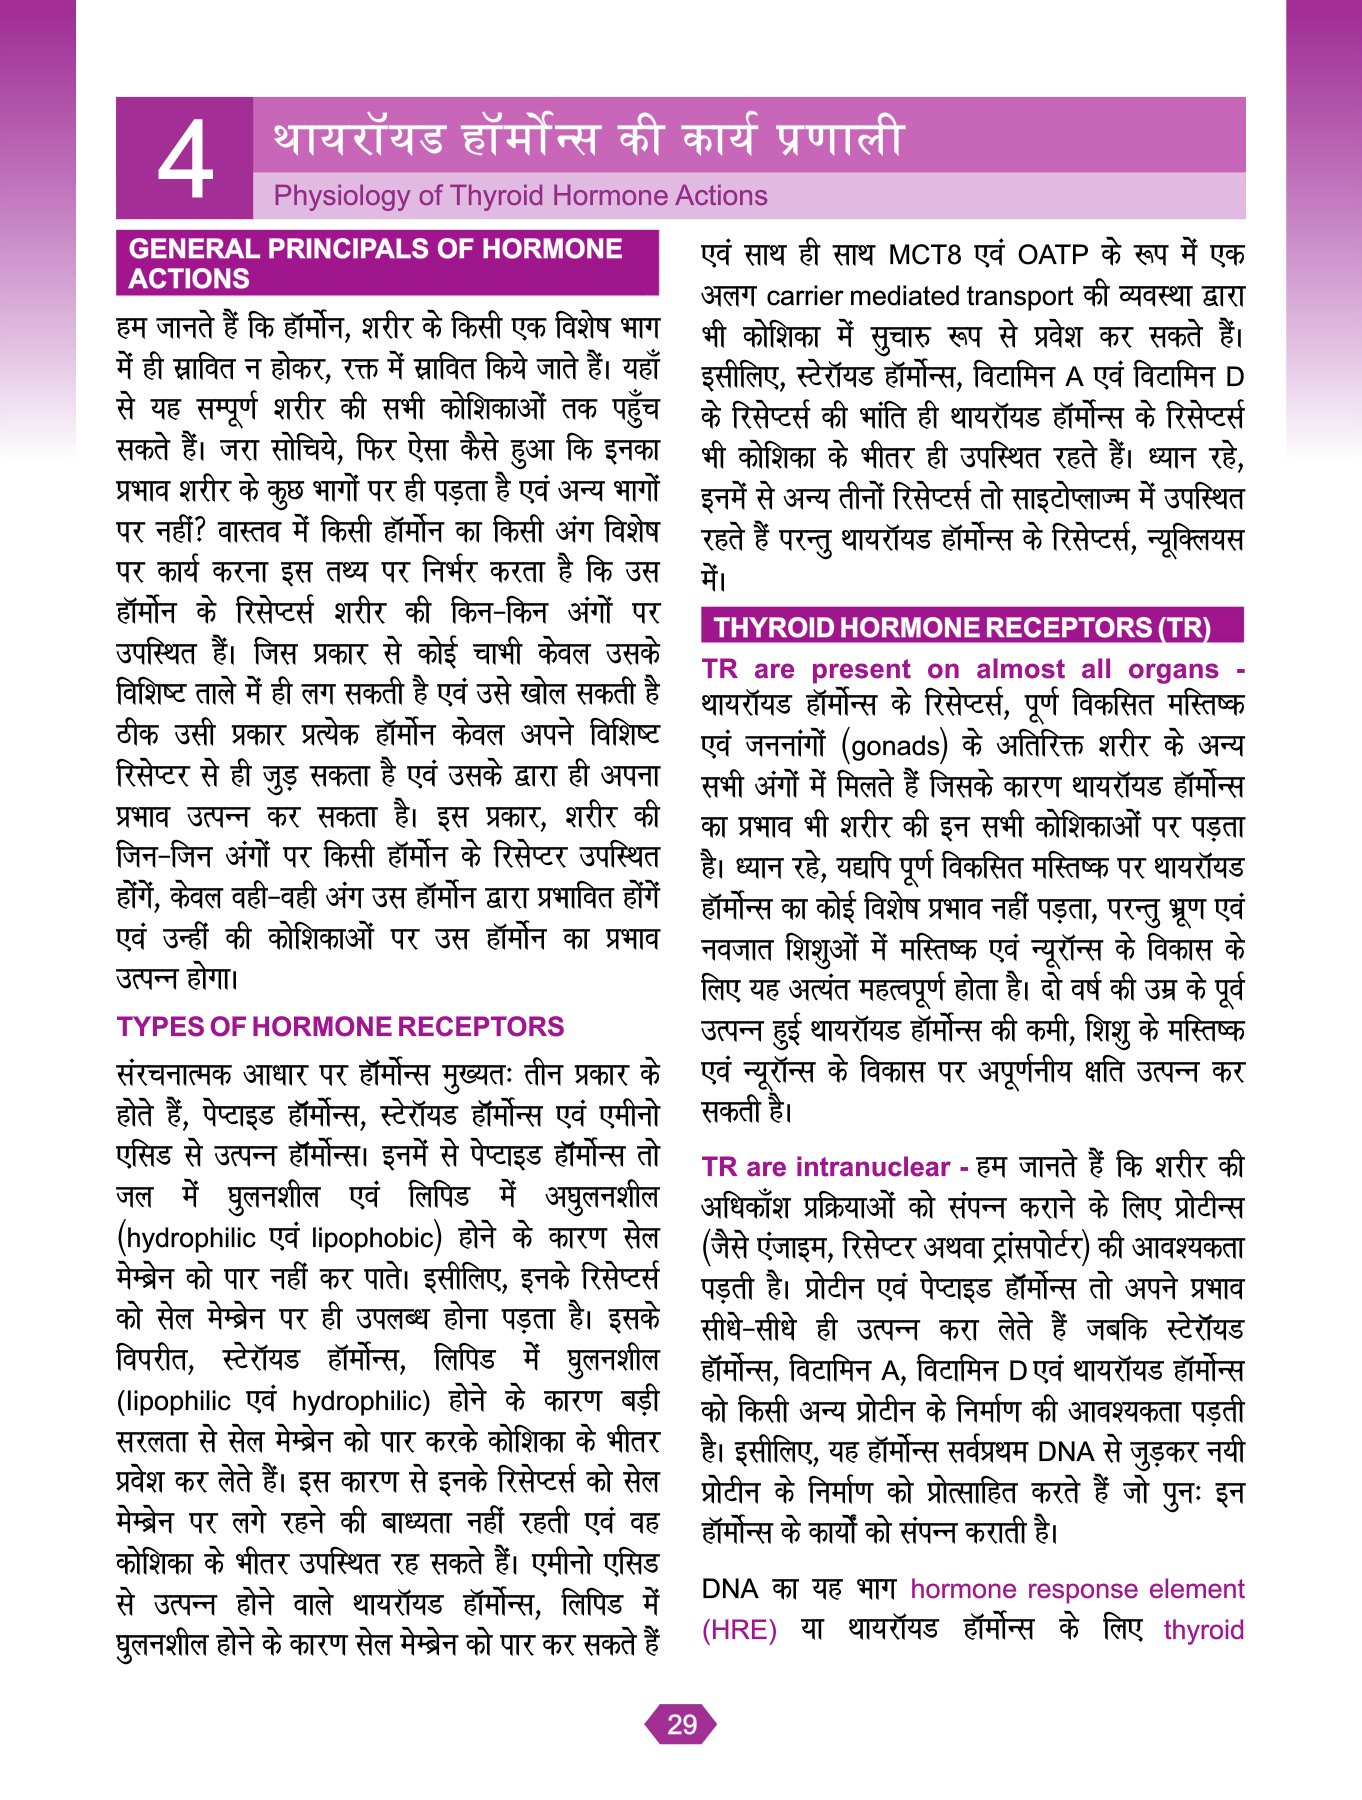 4
थायरॉयड हॉर्मोन्स की कार्य प्रणाली
Physiology of Thyroid Hormone Actions
GENERAL PRINCIPALS OF HORMONE
ACTIONS
हम जानते हैं कि हॉर्मोन, शरीर के किसी एक विशेष भाग
में ही स्रावित न होकर, रक्त में स्रावित किये जाते हैं। यहाँ
से यह सम्पूर्ण शरीर की सभी कोशिकाओं तक पहुँच
सकते हैं। जरा सोचिये, फिर ऐसा कैसे हुआ कि इनका
प्रभाव शरीर के कुछ भागों पर ही पड़ता है एवं अन्य भागों
पर नहीं? वास्तव में किसी हॉर्मोन का किसी अंग विशेष
पर कार्य करना इस तथ्य पर निर्भर करता है कि उस
हॉर्मोन के रिसेप्टर्स शरीर की किन-किन अंगों पर
उपस्थित हैं। जिस प्रकार से कोई चाभी केवल उसके
विशिष्ट ताले में ही लग सकती है एवं उसे खोल सकती है
ठीक उसी प्रकार प्रत्येक हॉर्मोन केवल अपने विशिष्ट
रिसेप्टर से ही जुड़ सकता है एवं उसके द्वारा ही अपना
प्रभाव उत्पन्न कर सकता है। इस प्रकार, शरीर की
जिन-जिन अंगों पर किसी हॉर्मोन के रिसेप्टर उपस्थित
होंगें, केवल वही-वही अंग उस हॉर्मोन द्वारा प्रभावित होंगें
एवं उन्हीं की कोशिकाओं पर उस हॉर्मोन का प्रभाव
उत्पन्न होगा।
TYPES OF HORMONE RECEPTORS
संरचनात्मक आधार पर हॉर्मोन्स मुख्यतः तीन प्रकार के
होते हैं, पेप्टाइड हॉर्मोन्स, स्टेरॉयड हॉर्मोन्स एवं एमीनो
एसिड से उत्पन्न हॉर्मोन्स। इनमें से पेप्टाइड हॉर्मोन्स तो
जल में घुलनशील एवं लिपिड में अघुलनशील
(hydrophilic एवं lipophobic) होने के कारण सेल
मेम्ब्रेन को पार नहीं कर पाते। इसीलिए, इनके रिसेप्टर्स
को सेल मेम्ब्रेन पर ही उपलब्ध होना पड़ता है। इसके
विपरीत, स्टेरॉयड हॉर्मोन्स, लिपिड में घुलनशील
(lipophilic एवं hydrophilic) होने के कारण बड़ी
सरलता से सेल मेम्ब्रेन को पार करके कोशिका के भीतर
प्रवेश कर लेते हैं। इस कारण से इनके रिसेप्टर्स को सेल
मेम्ब्रेन पर लगे रहने की बाध्यता नहीं रहती एवं वह
कोशिका के भीतर उपस्थित रह सकते हैं। एमीनो एसिड
से उत्पन्न होने वाले थायरॉयड हॉर्मोन्स, लिपिड में
घुलनशील होने के कारण सेल मेम्ब्रेन को पार कर सकते हैं
एवं साथ ही साथ MCT8 एवं OATP के रूप में एक
अलग carrier mediated transport की व्यवस्था द्वारा
भी कोशिका में सुचारु रूप से प्रवेश कर सकते हैं।
इसीलिए, स्टेरॉयड हॉर्मोन्स, विटामिन A एवं विटामिन D
के रिसेप्टर्स की भांति ही थायरॉयड हॉर्मोन्स के रिसेप्टर्स
भी कोशिका के भीतर ही उपस्थित रहते हैं। ध्यान रहे,
इनमें से अन्य तीनों रिसेप्टर्स तो साइटोप्लाज्म में उपस्थित
रहते हैं परन्तु थायरॉयड हॉर्मोन्स के रिसेप्टर्स, न्यूक्लियस
में।
THYROID HORMONE RECEPTORS (TR)
TR are present on almost all organs -
थायरॉयड हॉर्मोन्स के रिसेप्टर्स, पूर्ण विकसित मस्तिष्क
एवं जननांगों (gonads) के अतिरिक्त शरीर के अन्य
सभी अंगों में मिलते हैं जिसके कारण थायरॉयड हॉर्मोन्स
का प्रभाव भी शरीर की इन सभी कोशिकाओं पर पड़ता
है। ध्यान रहे, यद्यपि पूर्ण विकसित मस्तिष्क पर थायरॉयड
हॉर्मोन्स का कोई विशेष प्रभाव नहीं पड़ता, परन्तु भ्रूण एवं
नवजात शिशुओं में मस्तिष्क एवं न्यूरॉन्स के विकास के
लिए यह अत्यंत महत्वपूर्ण होता है। दो वर्ष की उम्र के पूर्व
उत्पन्न हुई थायरॉयड हॉर्मोन्स की कमी, शिशु के मस्तिष्क
एवं न्यूरॉन्स के विकास पर अपूर्णनीय क्षति उत्पन्न कर
सकती है।
TR are intranuclear - हम जानते हैं कि शरीर की
अधिकाँश प्रक्रियाओं को संपन्न कराने के लिए प्रोटीन्स
(जैसे एंजाइम, रिसेप्टर अथवा ट्रांसपोर्टर) की आवश्यकता
पड़ती है। प्रोटीन एवं पेप्टाइड हॉर्मोन्स तो अपने प्रभाव
सीधे-सीधे ही उत्पन्न करा लेते हैं जबकि स्टेरॉयड
हॉर्मोन्स, विटामिन A, विटामिन D एवं थायरॉयड हॉर्मोन्स
को किसी अन्य प्रोटीन के निर्माण की आवश्यकता पड़ती
है। इसीलिए, यह हॉर्मोन्स सर्वप्रथम DNA से जुड़कर नयी
प्रोटीन के निर्माण को प्रोत्साहित करते हैं जो पुनः इन
हॉर्मोन्स के कार्यों को संपन्न कराती है।
DNA का यह भाग hormone response element
(HRE) या थायरॉयड हॉर्मोन्स के लिए thyroid
29